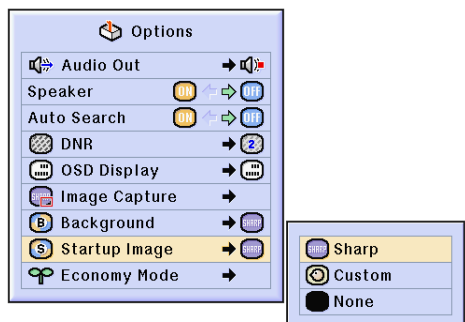 Options
Audio Out
Speaker ON OFF
Auto Search ON OFF
DNR 2
OSD Display
SHARP Image Capture
B Background SHARP
S Startup Image SHARP
Economy Mode
SHARP Sharp
Custom
None